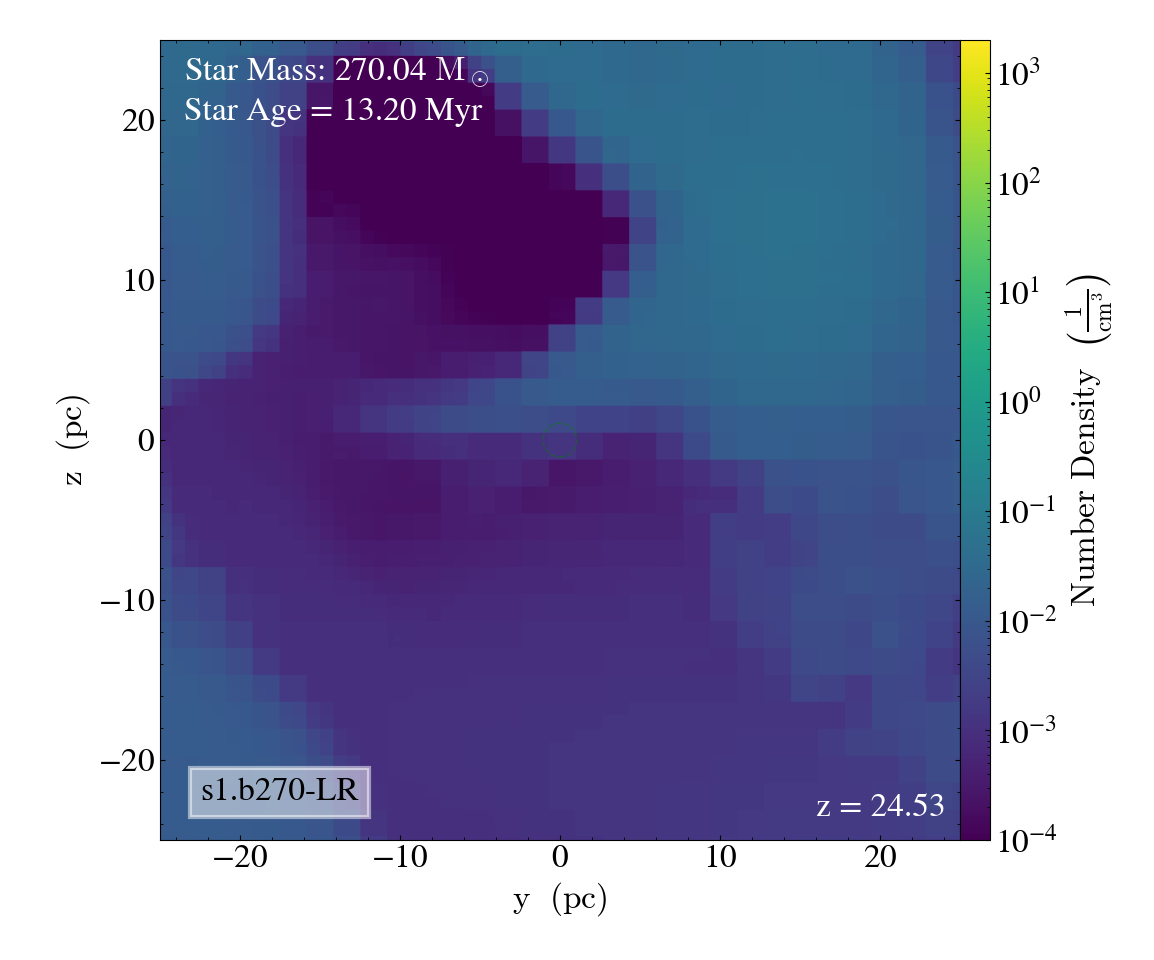 Star Mass: 270.04 M☉
Star Age = 13.20 Myr
20
10
0
−10
−20
z (pc)
s1.b270-LR
z = 24.53
−20 −10 0 10 20
y (pc)
10³
10²
10¹
10⁰
10⁻¹
10⁻²
10⁻³
10⁻⁴
Number Density (1/cm³)